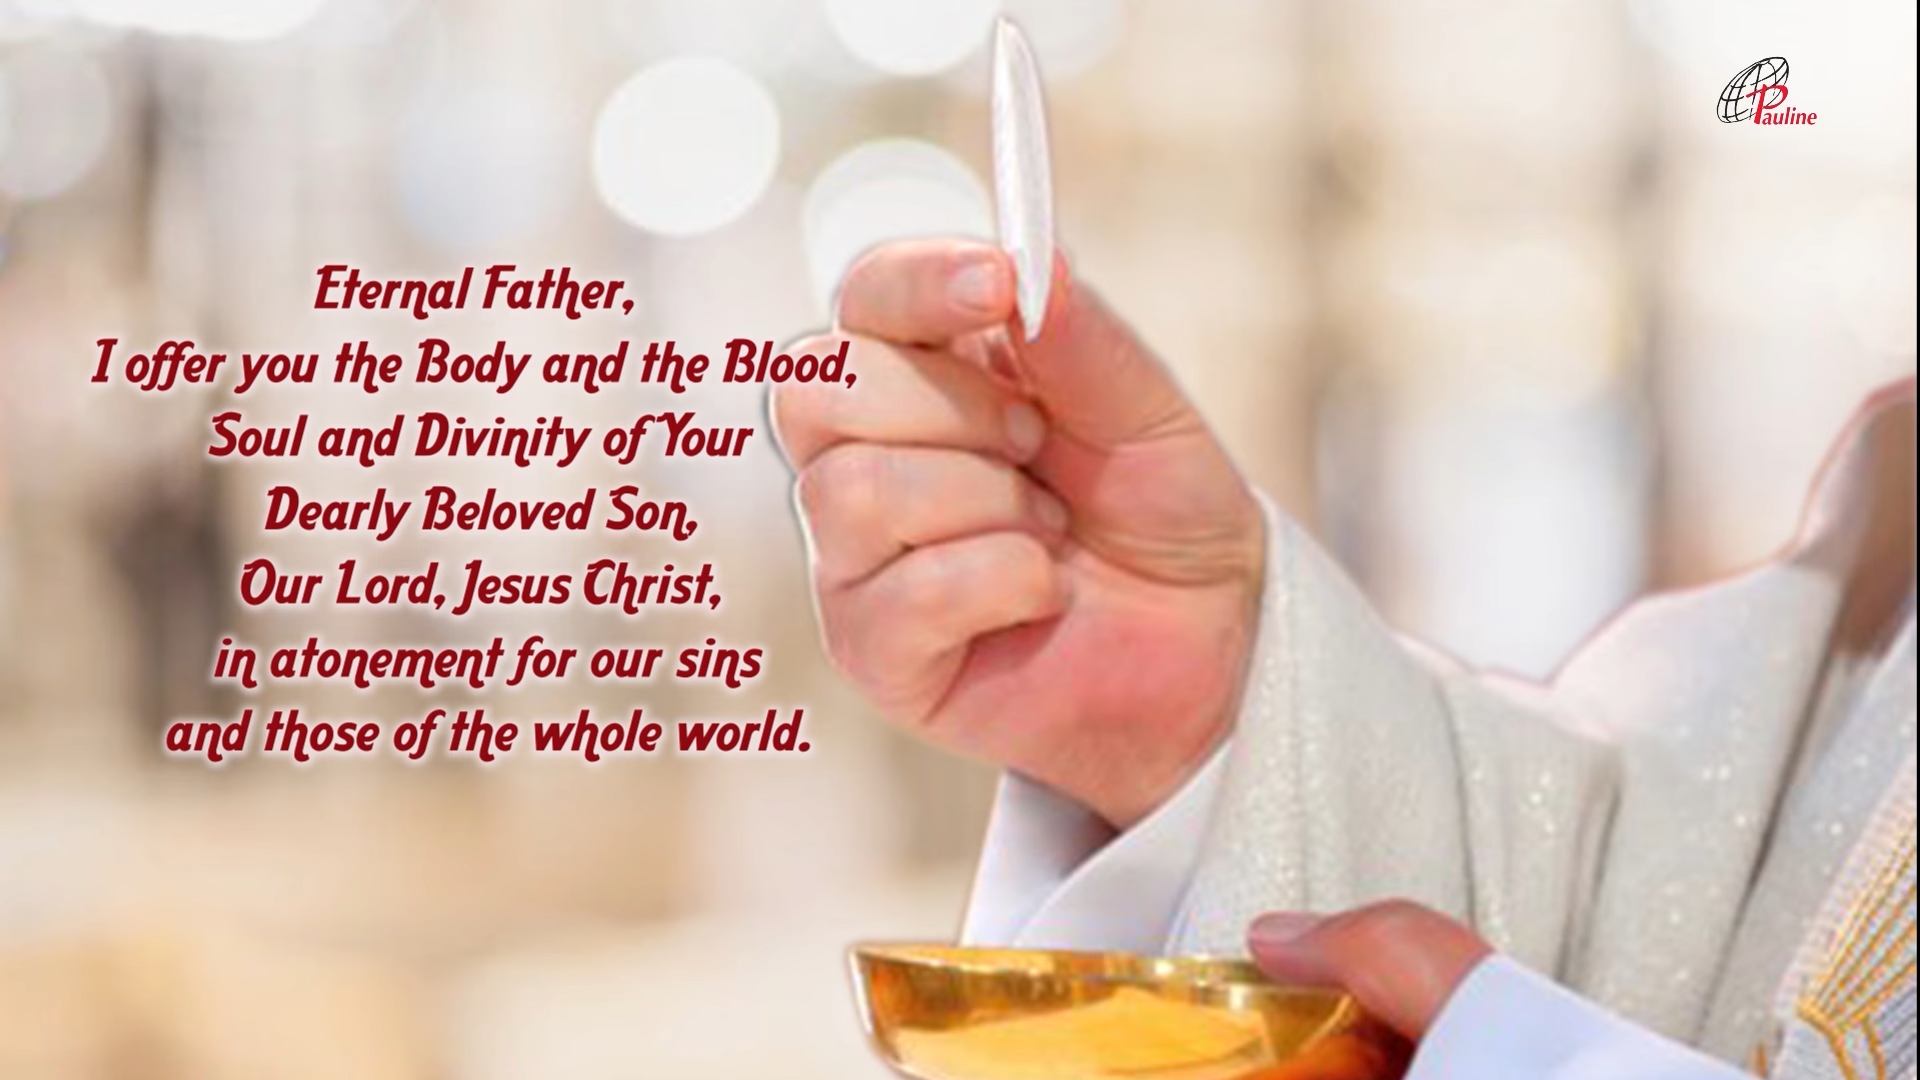 Pauline
Eternal Father,
I offer you the Body and the Blood,
Soul and Divinity of Your
Dearly Beloved Son,
Our Lord, Jesus Christ,
in atonement for our sins
and those of the whole world.